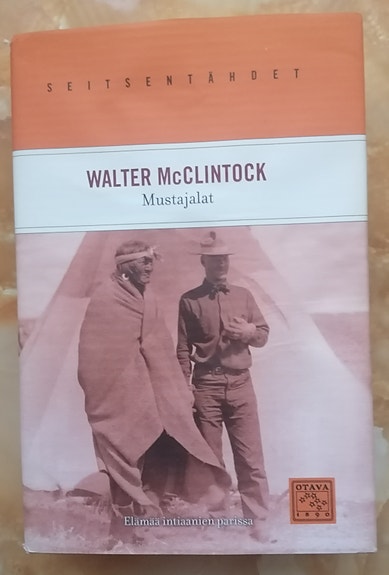 SEITSENTÄHDET
WALTER McCLINTOCK
Mustajalat
Elämää intiaanien parissa
OTAVA
1890